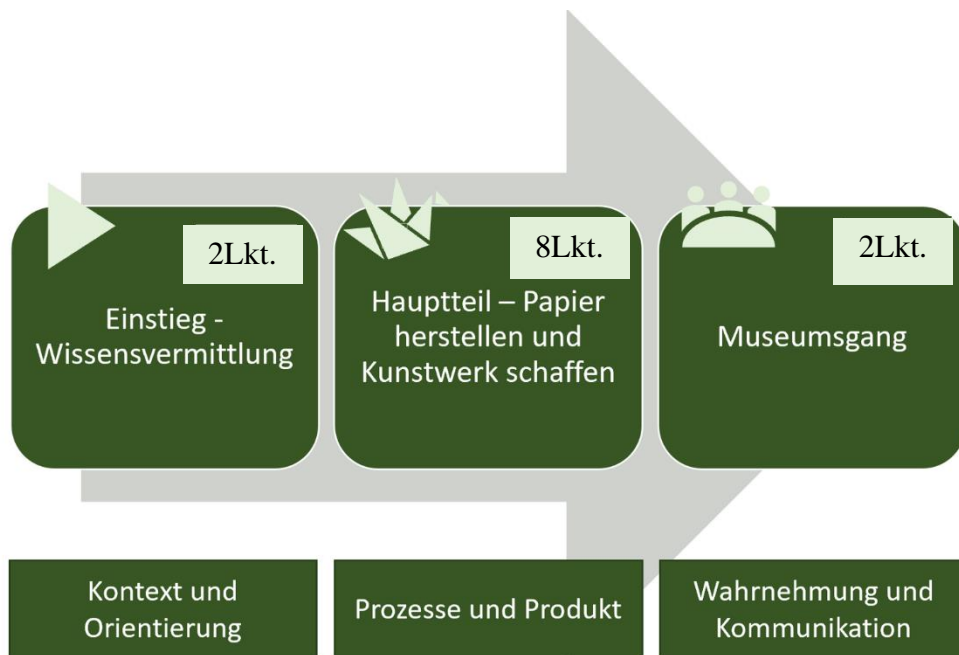 2Lkt.
Einstieg -
Wissensvermittlung
8Lkt.
Hauptteil – Papier
herstellen und
Kunstwerk schaffen
2Lkt.
Museumsgang
Kontext und
Orientierung
Prozesse und Produkt
Wahrnehmung und
Kommunikation